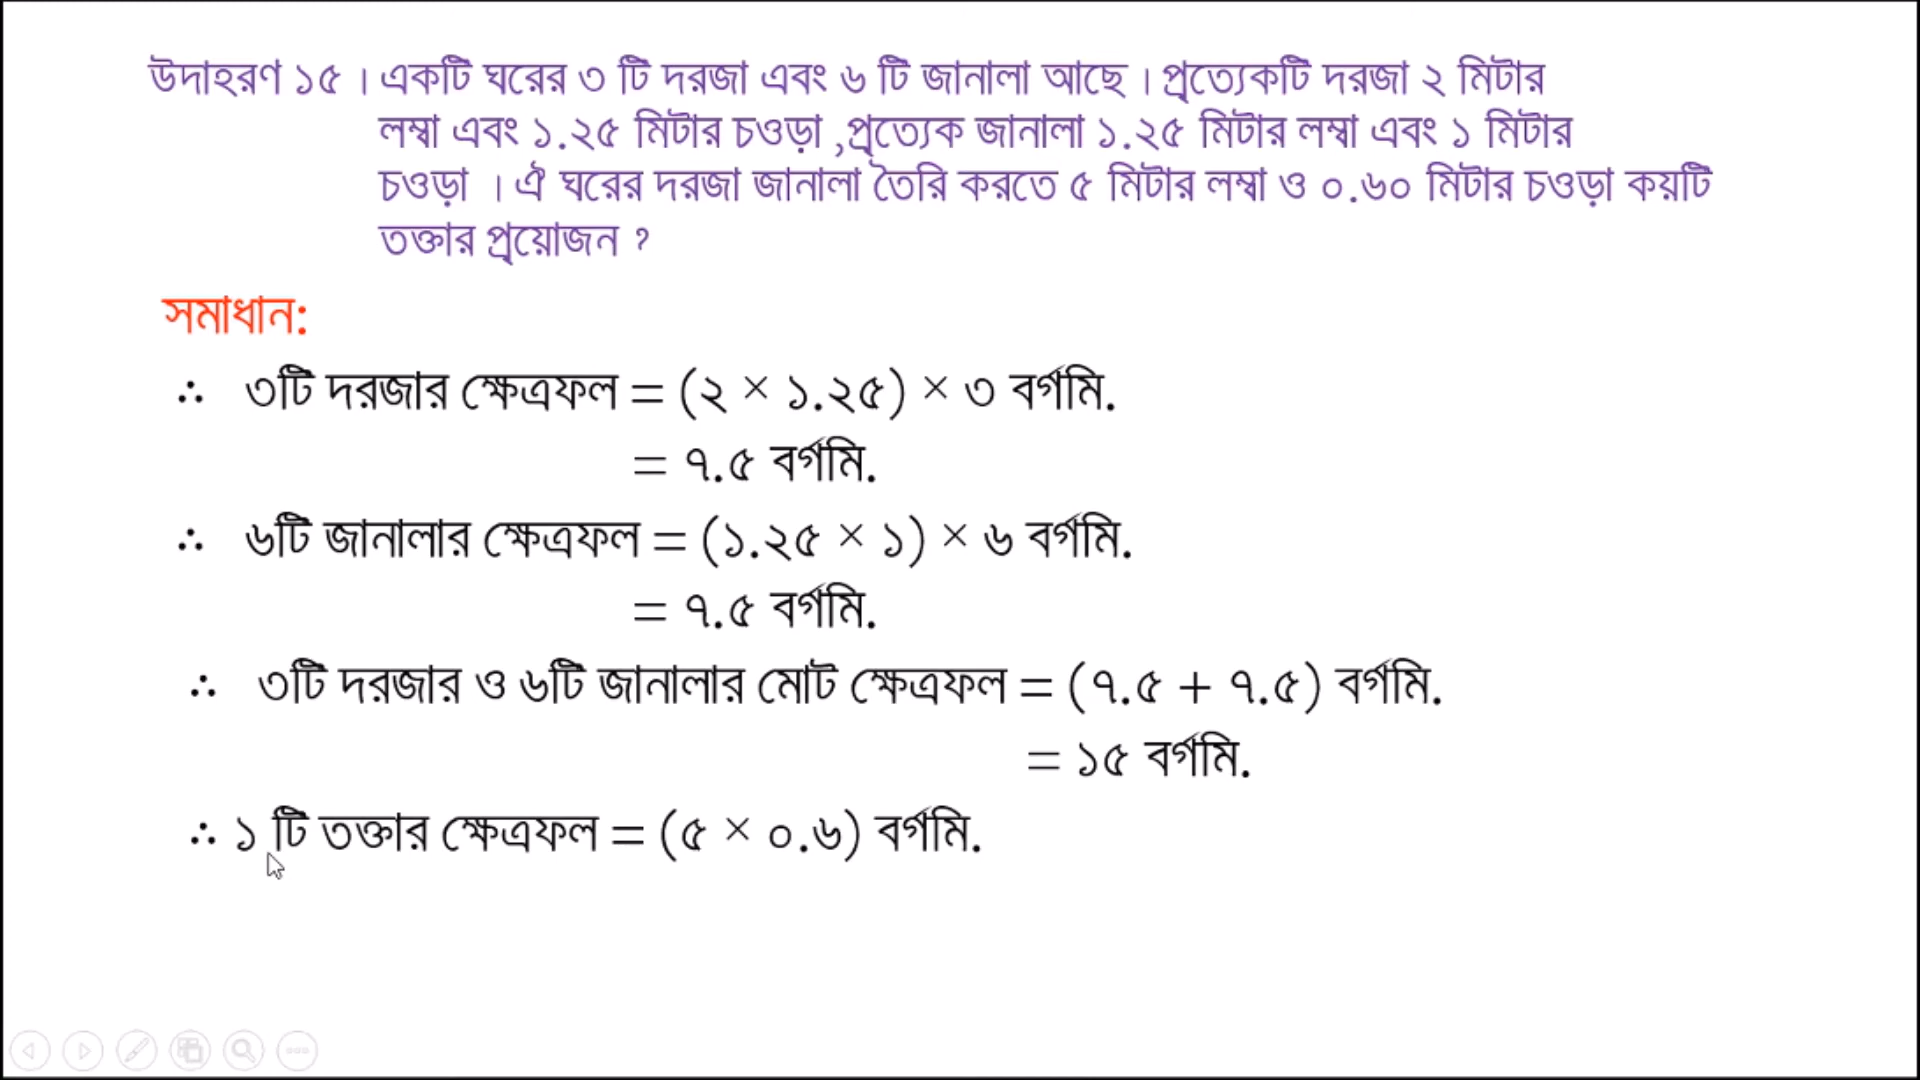 উদাহরণ ১৫ । একটি ঘরের ৩ টি দরজা এবং ৬ টি জানালা আছে । প্রত্যেকটি দরজা ২ মিটার
লম্বা এবং ১.২৫ মিটার চওড়া ,প্রত্যেক জানালা ১.২৫ মিটার লম্বা এবং ১ মিটার
চওড়া । ঐ ঘরের দরজা জানালা তৈরি করতে ৫ মিটার লম্বা ও ০.৬০ মিটার চওড়া কয়টি
তক্তার প্রয়োজন ?
সমাধান:
∴ ৩টি দরজার ক্ষেত্রফল = (২ × ১.২৫) × ৩ বর্গমি.
= ৭.৫ বর্গমি.
∴ ৬টি জানালার ক্ষেত্রফল = (১.২৫ × ১) × ৬ বর্গমি.
= ৭.৫ বর্গমি.
∴ ৩টি দরজার ও ৬টি জানালার মোট ক্ষেত্রফল = (৭.৫ + ৭.৫) বর্গমি.
= ১৫ বর্গমি.
∴ ১ টি তক্তার ক্ষেত্রফল = (৫ × ০.৬) বর্গমি.